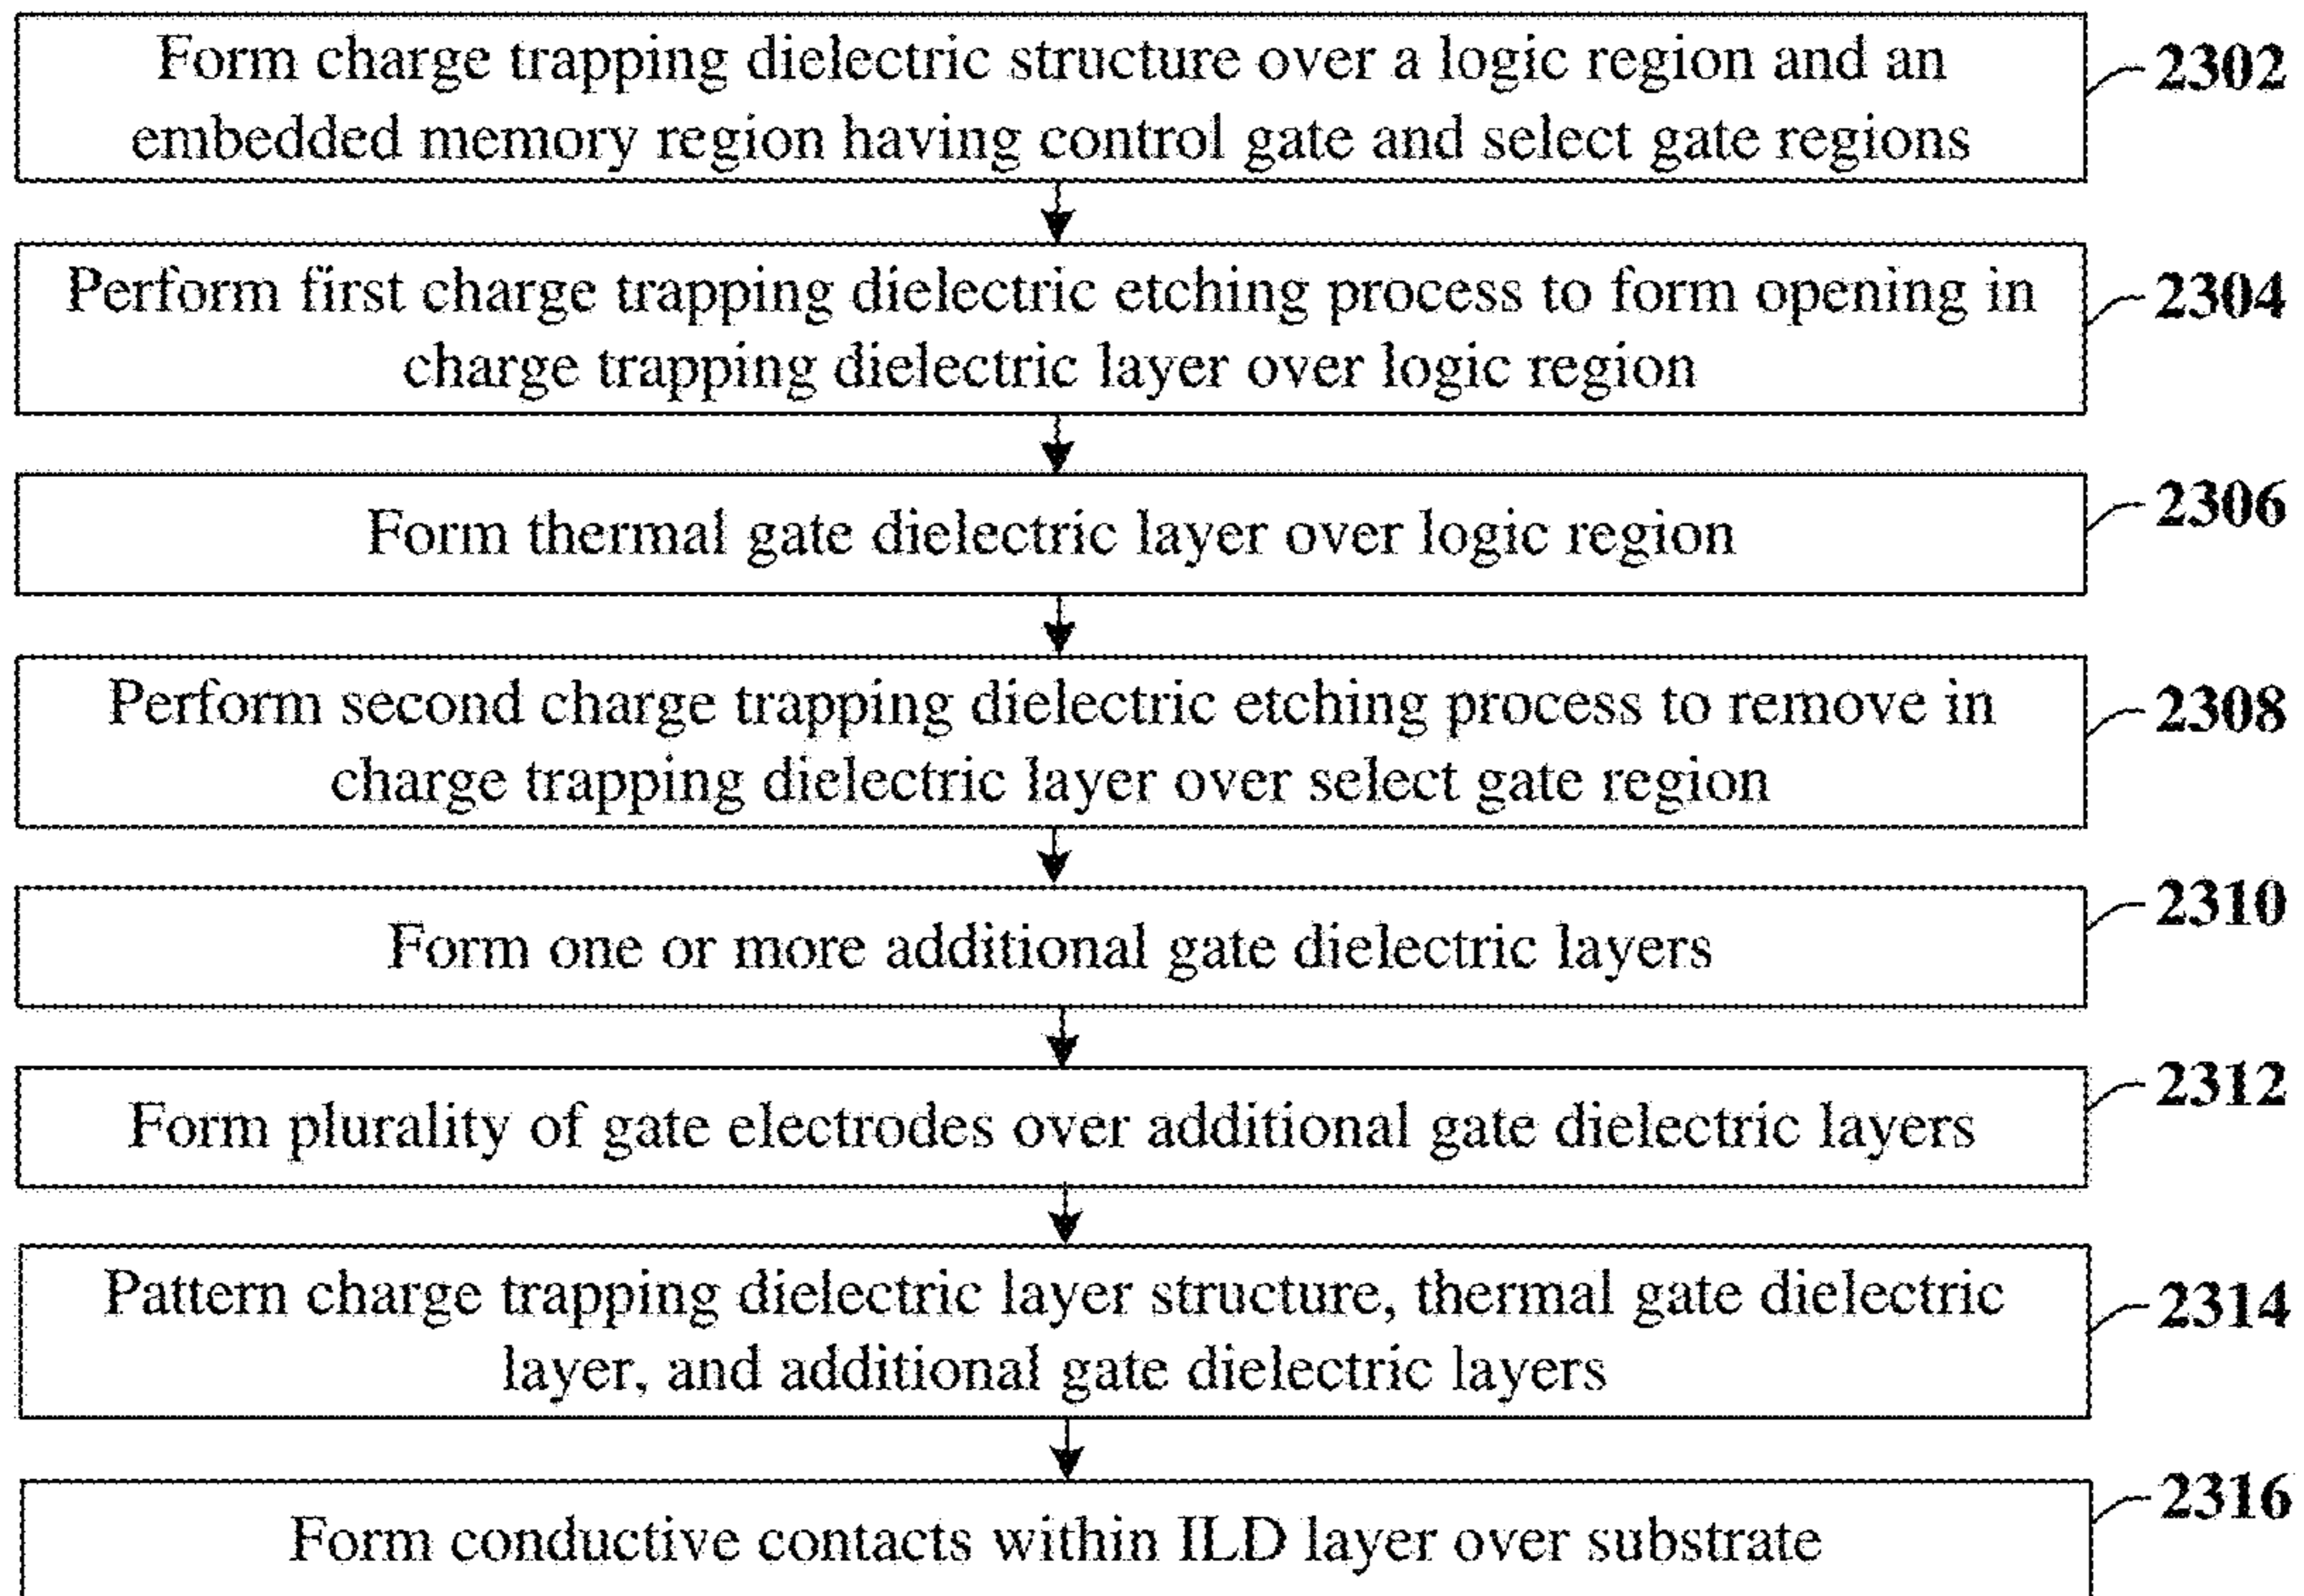 Form charge trapping dielectric structure over a logic region and an
embedded memory region having control gate and select gate regions
2302
Perform first charge trapping dielectric etching process to form opening in
charge trapping dielectric layer over logic region
2304
Form thermal gate dielectric layer over logic region
2306
Perform second charge trapping dielectric etching process to remove in
charge trapping dielectric layer over select gate region
2308
Form one or more additional gate dielectric layers
2310
Form plurality of gate electrodes over additional gate dielectric layers
2312
Pattern charge trapping dielectric layer structure, thermal gate dielectric
layer, and additional gate dielectric layers
2314
Form conductive contacts within ILD layer over substrate
2316